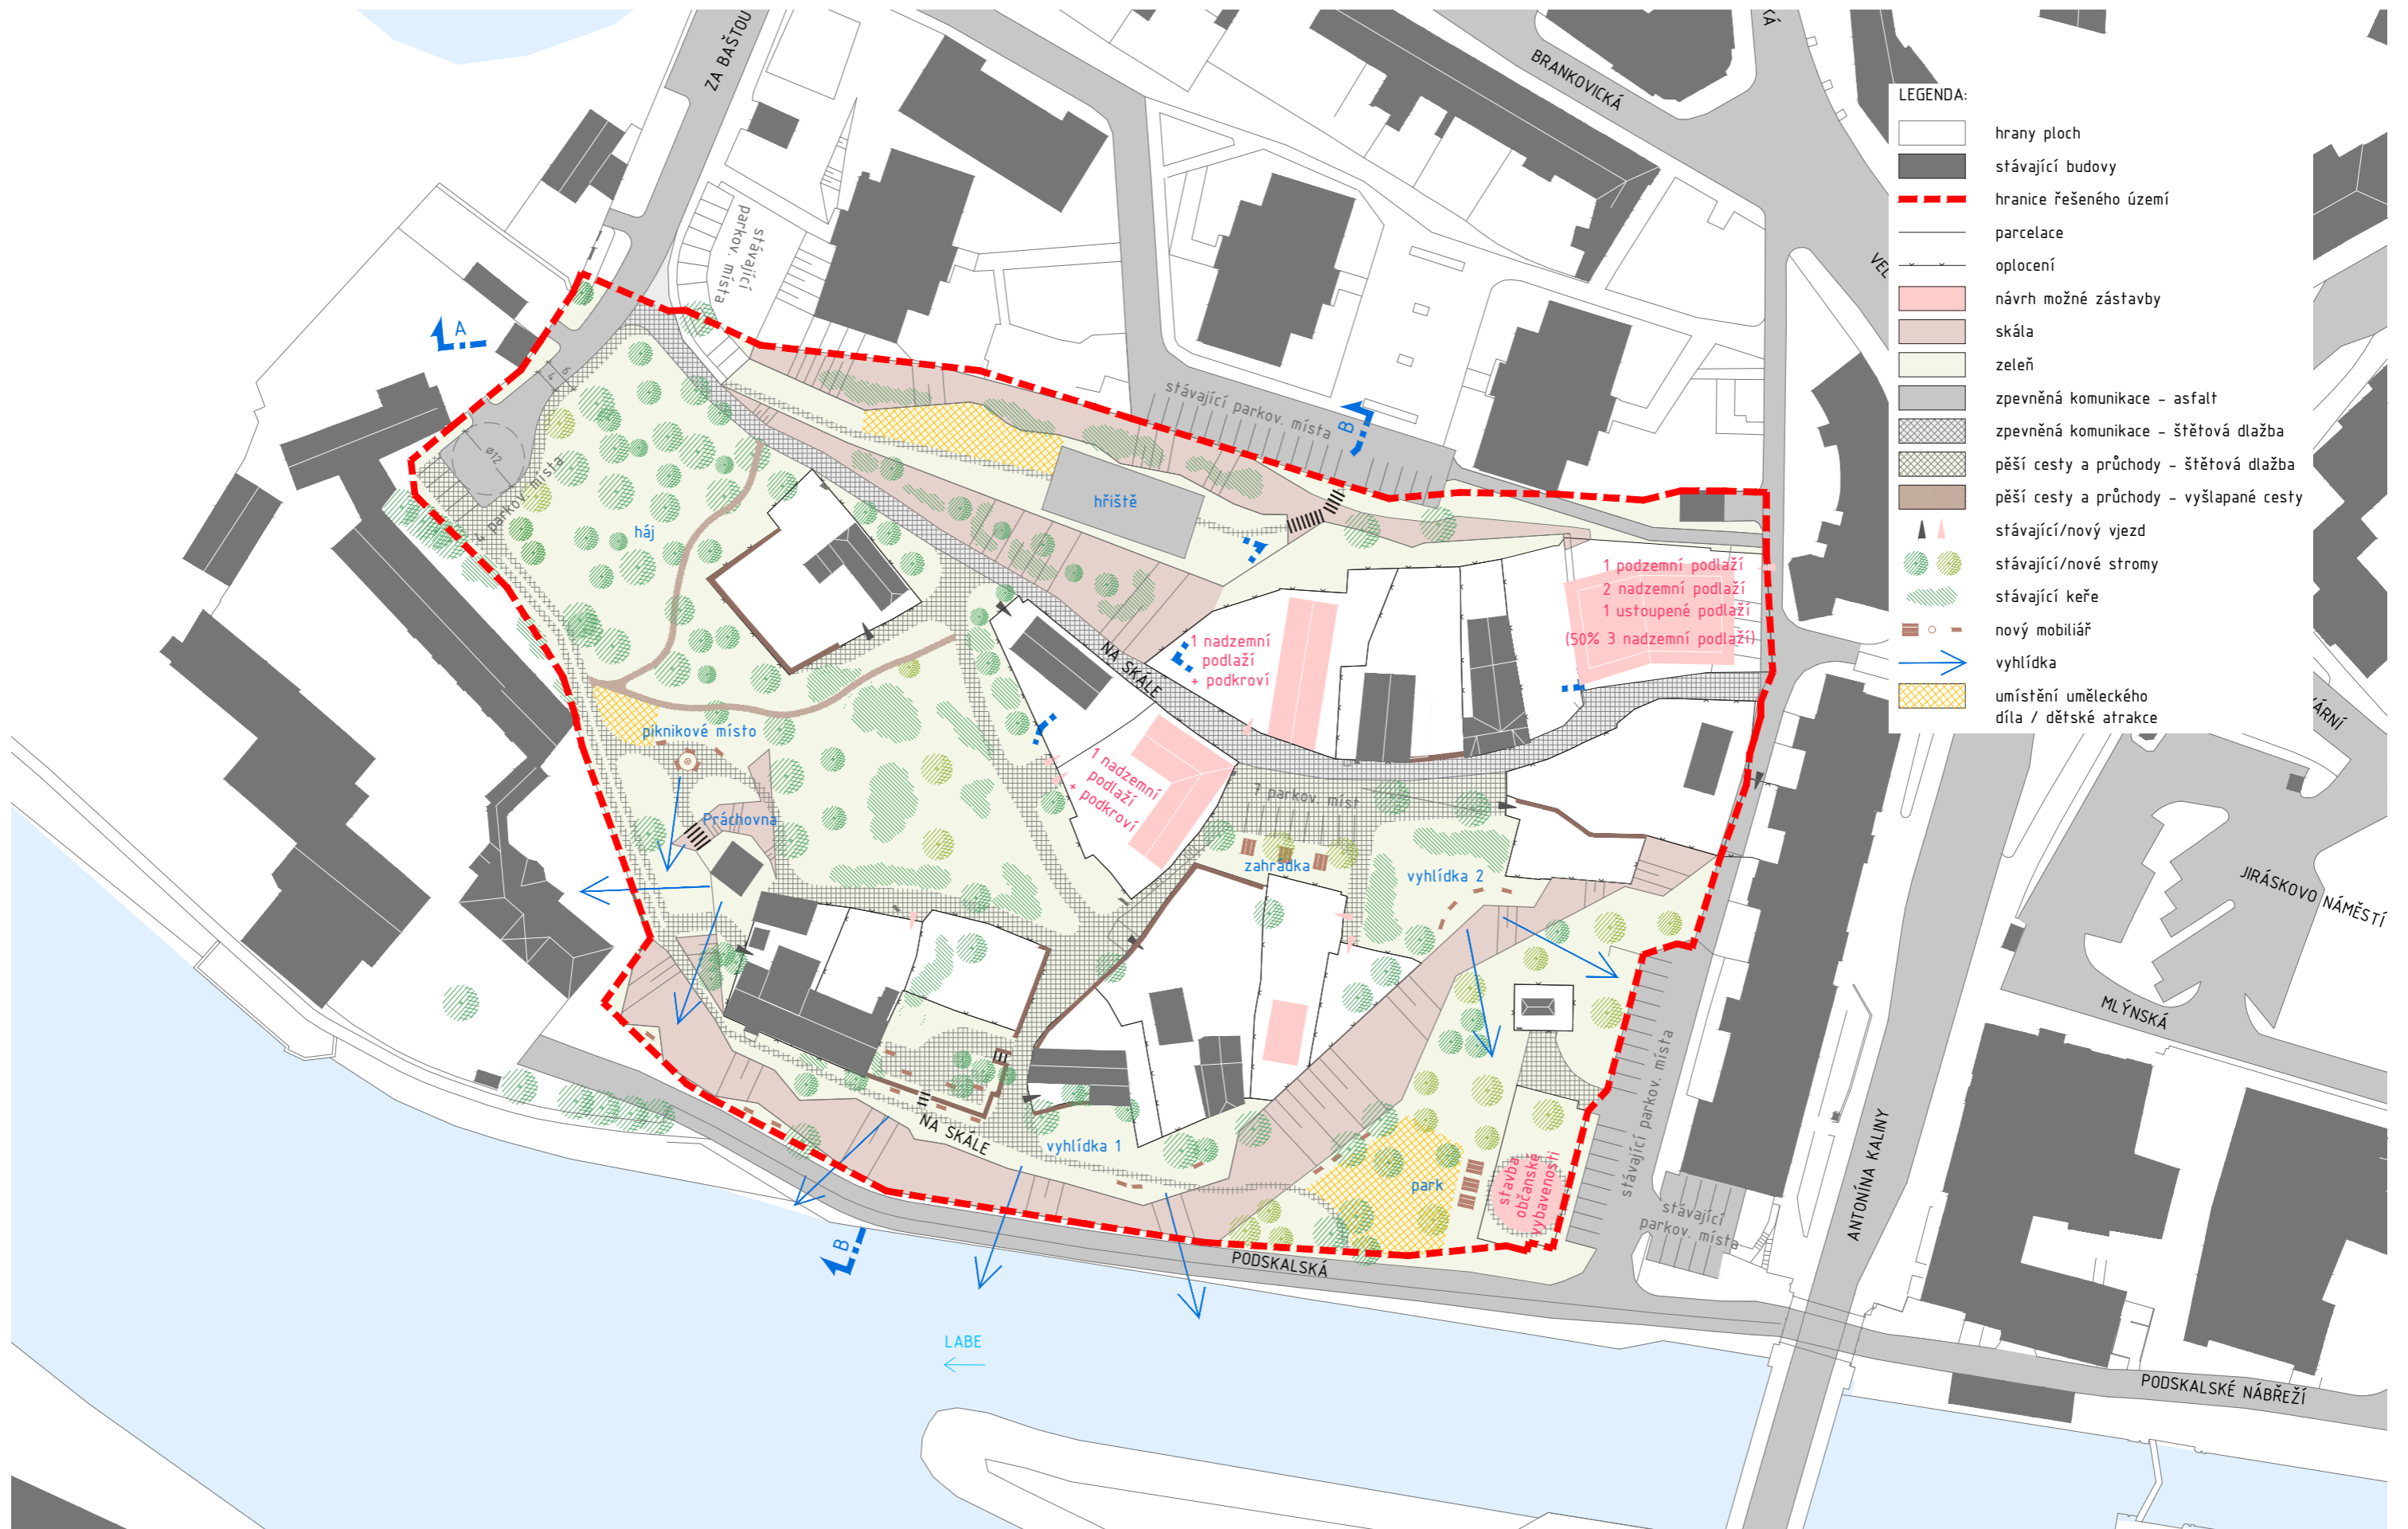 ZA BAŠTOU
BRANKOVICKÁ
KÁ
VEL
LEGENDA:
hrany ploch
stávající budovy
hranice řešeného území
parcelace
oplocení
návrh možné zástavby
skála
zeleň
zpevněná komunikace - asfalt
zpevněná komunikace - štětová dlažba
pěší cesty a průchody - štětová dlažba
pěší cesty a průchody - vyšlapané cesty
stávající/nový vjezd
stávající/nové stromy
stávající keře
nový mobiliář
vyhlídka
umístění uměleckého
díla / dětské atrakce
stávající
parkov. místa
A
4
6
ø12
4 parkov. místa
stávající parkov. místa
B
hřiště
háj
1 podzemní podlaží
2 nadzemní podlaží
1 ustoupené podlaží
(50% 3 nadzemní podlaží)
1 nadzemní
podlaží
+ podkroví
NA SKÁLE
piknikové místo
1 nadzemní
podlaží
+ podkroví
7 parkov. míst
Práchovna
zahrádka
vyhlídka 2
ÁRNÍ
JIRÁSKOVO NÁMĚSTÍ
MLÝNSKÁ
stávající parkov. místa
NA SKÁLE
vyhlídka 1
park
stavba
občanské
vybavenosti
stávající
parkov. místa
ANTONÍNA KALINY
B
PODSKALSKÁ
LABE
PODSKALSKÉ NÁBŘEŽÍ